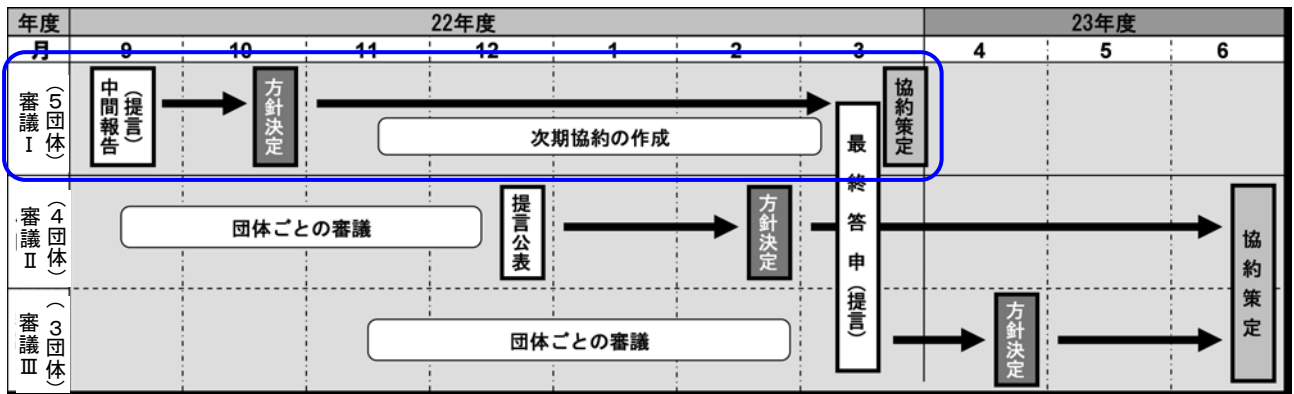 年度 22年度 23年度
月 9 10 11 12 1 2 3 4 5 6
審議Ⅰ
（5団体）
中間報告
（提言）
方針決定
次期協約の作成
最終答申（提言）
協約策定
審議Ⅱ
（4団体）
団体ごとの審議
提言公表
方針決定
協約策定
審議Ⅲ
（3団体）
団体ごとの審議
方針決定